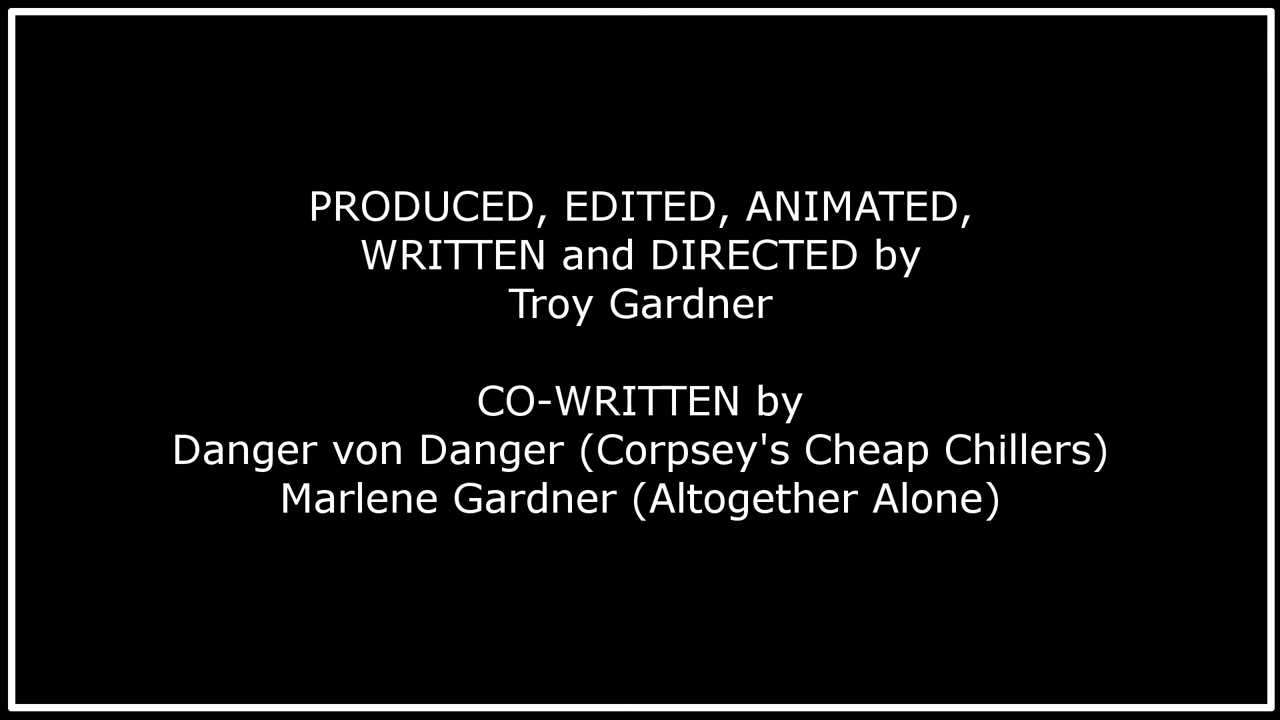 PRODUCED, EDITED, ANIMATED,
WRITTEN and DIRECTED by
Troy Gardner
CO-WRITTEN by
Danger von Danger (Corpsey's Cheap Chillers)
Marlene Gardner (Altogether Alone)